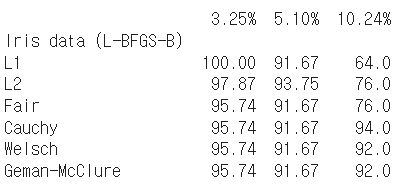 3.25% 5.10% 10.24%
Iris data (L-BFGS-B)
L1 100.00 91.67 64.0
L2 97.87 93.75 76.0
Fair 95.74 91.67 76.0
Cauchy 95.74 91.67 94.0
Welsch 95.74 91.67 92.0
Geman-McClure 95.74 91.67 92.0